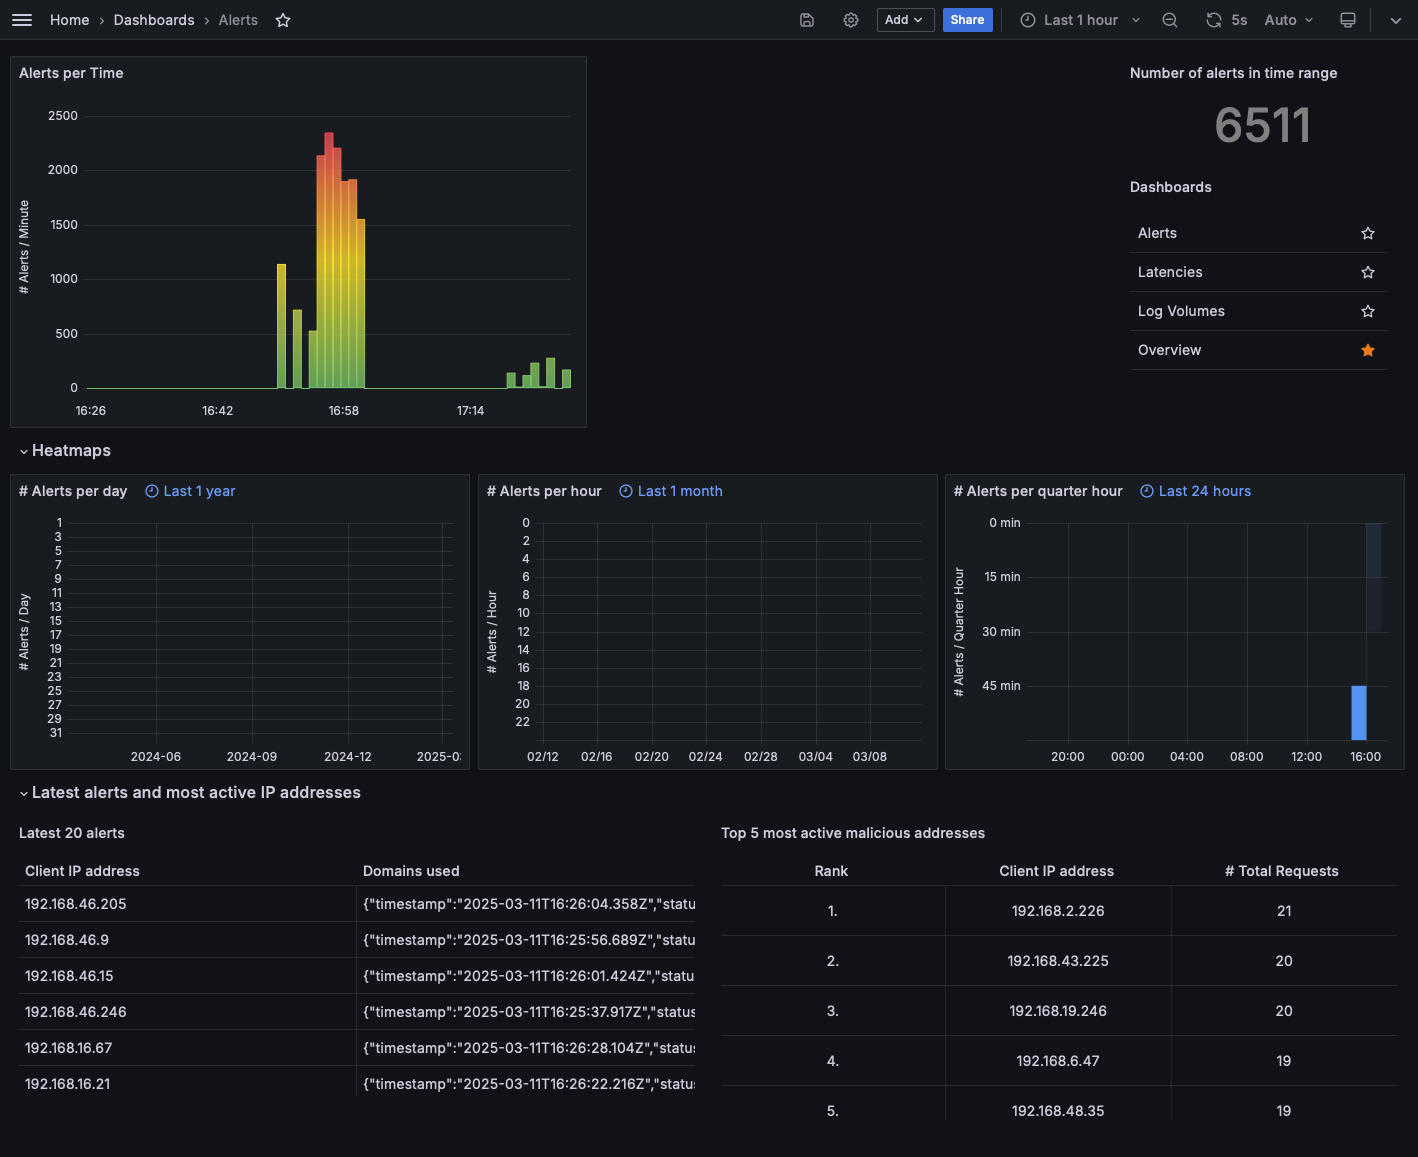 Home › Dashboards › Alerts
Add
Share
Last 1 hour
5s
Auto
Alerts per Time
# Alerts / Minute
2500
2000
1500
1000
500
0
16:26 16:42 16:58 17:14
Number of alerts in time range
6511
Dashboards
Alerts
Latencies
Log Volumes
Overview
Heatmaps
# Alerts per day Last 1 year
# Alerts / Day
1
3
5
7
9
11
13
15
17
19
21
23
25
27
29
31
2024-06 2024-09 2024-12 2025-0
# Alerts per hour Last 1 month
# Alerts / Hour
0
2
4
6
8
10
12
14
16
18
20
22
02/12 02/16 02/20 02/24 02/28 03/04 03/08
# Alerts per quarter hour Last 24 hours
# Alerts / Quarter Hour
0 min
15 min
30 min
45 min
20:00 00:00 04:00 08:00 12:00 16:00
Latest alerts and most active IP addresses
Latest 20 alerts
Client IP address Domains used
192.168.46.205 {"timestamp":"2025-03-11T16:26:04.358Z","statu
192.168.46.9 {"timestamp":"2025-03-11T16:25:56.689Z","statu
192.168.46.15 {"timestamp":"2025-03-11T16:26:01.424Z","statu
192.168.46.246 {"timestamp":"2025-03-11T16:25:37.917Z","status
192.168.16.67 {"timestamp":"2025-03-11T16:26:28.104Z","statu
192.168.16.21 {"timestamp":"2025-03-11T16:26:22.216Z","status
Top 5 most active malicious addresses
Rank Client IP address # Total Requests
1. 192.168.2.226 21
2. 192.168.43.225 20
3. 192.168.19.246 20
4. 192.168.6.47 19
5. 192.168.48.35 19